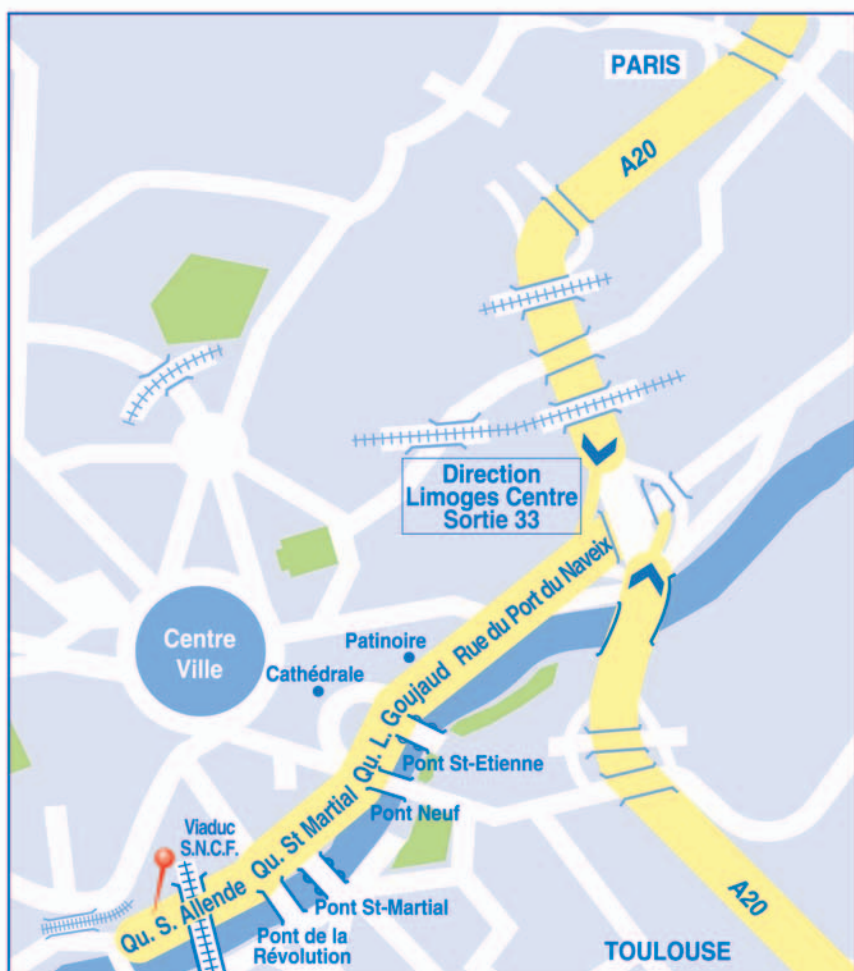 PARIS
A20
Direction
Limoges Centre
Sortie 33
Rue du Port du Naveix
Centre
Ville
Patinoire
Cathédrale
Qu. L. Goujaud
Pont St-Etienne
Pont Neuf
Qu. St Martial
Viaduc
S.N.C.F.
Qu. S. Allende
Pont St-Martial
Pont de la
Révolution
A20
TOULOUSE